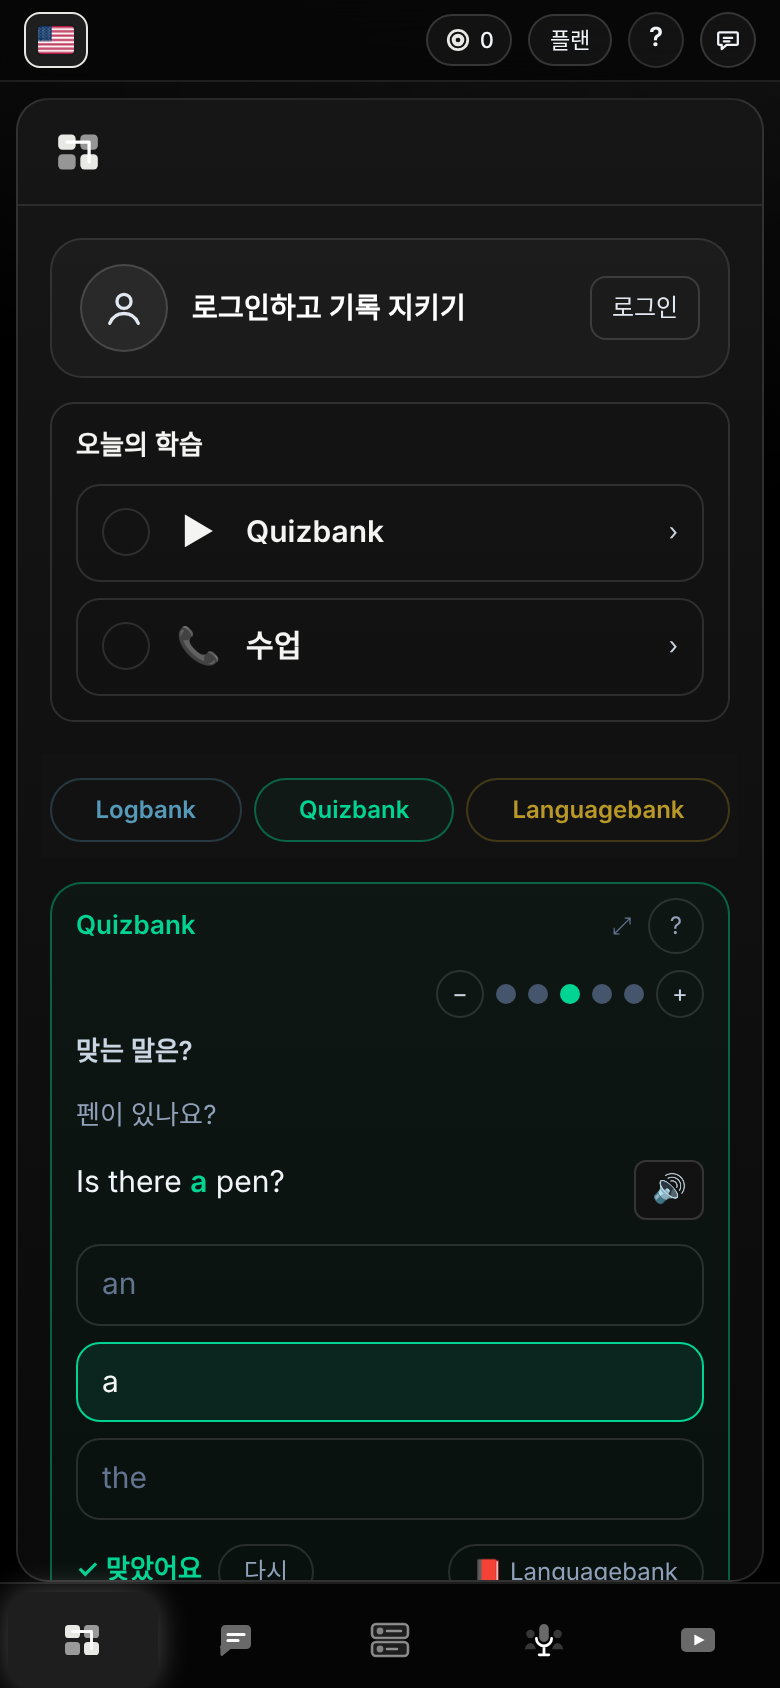 0
플랜
?
로그인하고 기록 지키기
로그인
오늘의 학습
Quizbank
수업
Logbank
Quizbank
Languagebank
Quizbank
?
−
+
맞는 말은?
펜이 있나요?
Is there a pen?
an
a
the
✓ 맞았어요
다시
Languagebank